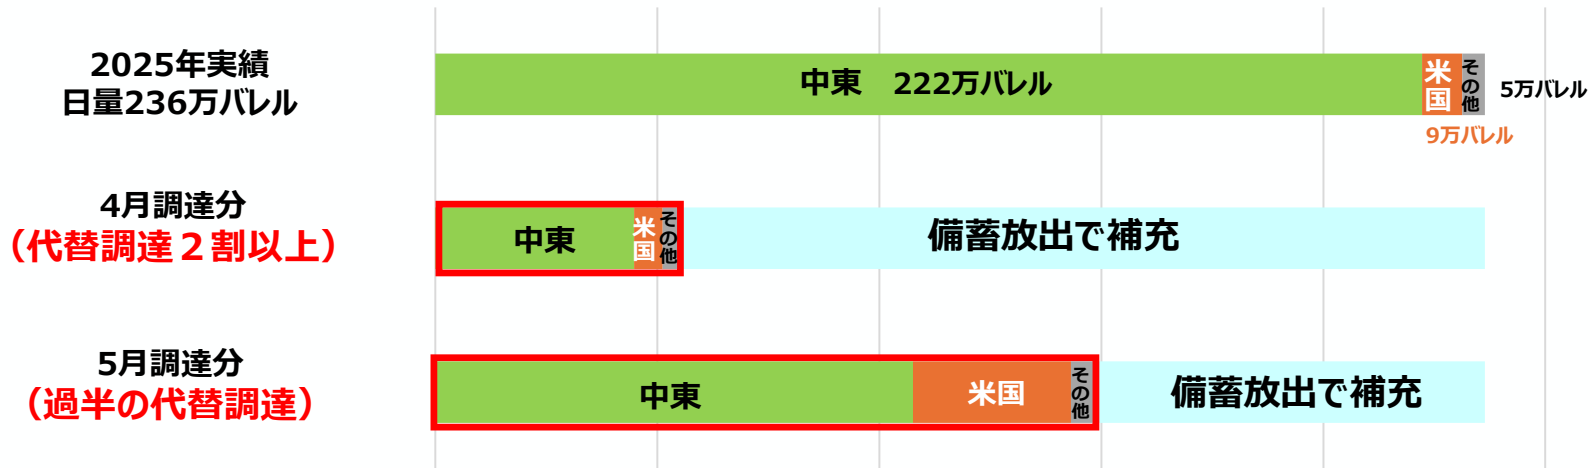 2025年実績
日量236万バレル
中東　222万バレル
米国
その他
5万バレル
9万バレル
4月調達分
（代替調達２割以上）
中東
米国
その他
備蓄放出で補充
5月調達分
（過半の代替調達）
中東
米国
その他
備蓄放出で補充